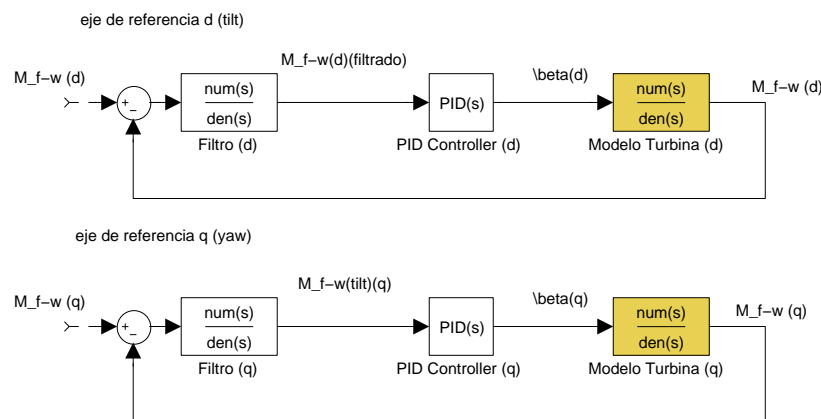 eje de referencia d (tilt)
M_f−w (d)
+
−
num(s)
den(s)
Filtro (d)
M_f−w(d)(filtrado)
PID(s)
PID Controller (d)
\beta(d)
num(s)
den(s)
Modelo Turbina (d)
M_f−w (d)
eje de referencia q (yaw)
M_f−w (q)
+
−
num(s)
den(s)
Filtro (q)
M_f−w(tilt)(q)
PID(s)
PID Controller (q)
\beta(q)
num(s)
den(s)
Modelo Turbina (q)
M_f−w (q)